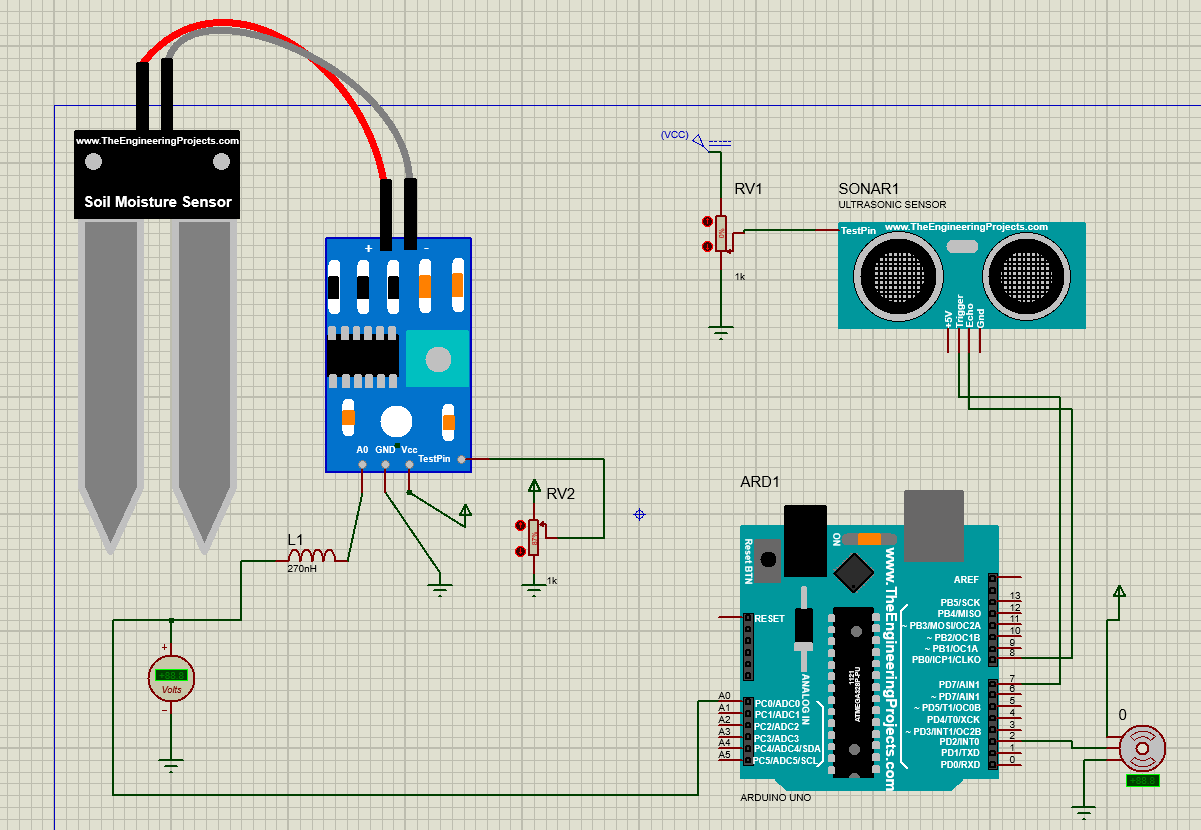 www.TheEngineeringProjects.com
Soil Moisture Sensor
+ -
A0 GND Vcc
TestPin
L1
270nH
+
Volts
-
RV2
87%
1k
(VCC)
RV1
0%
1k
SONAR1
ULTRASONIC SENSOR
TestPin
www.TheEngineeringProjects.com
+5V
Trigger
Echo
Gnd
ARD1
Reset BTN
ON
www.TheEngineeringProjects.com
RESET
AREF
PB5/SCK 13
PB4/MISO 12
~ PB3/MOSI/OC2A 11
~ PB2/OC1B 10
~ PB1/OC1A 9
PB0/ICP1/CLKO 8
PD7/AIN1 7
~ PD7/AIN1 6
~ PD5/T1/OC0B 5
PD4/T0/XCK 4
~ PD3/INT1/OC2B 3
PD2/INT0 2
PD1/TXD 1
PD0/RXD 0
A0 PC0/ADC0
A1 PC1/ADC1
A2 PC2/ADC2
A3 PC3/ADC3
A4 PC4/ADC4/SDA
A5 PC5/ADC5/SCL
ANALOG IN
1121
ATMEGA328P-PU
ARDUINO UNO
0